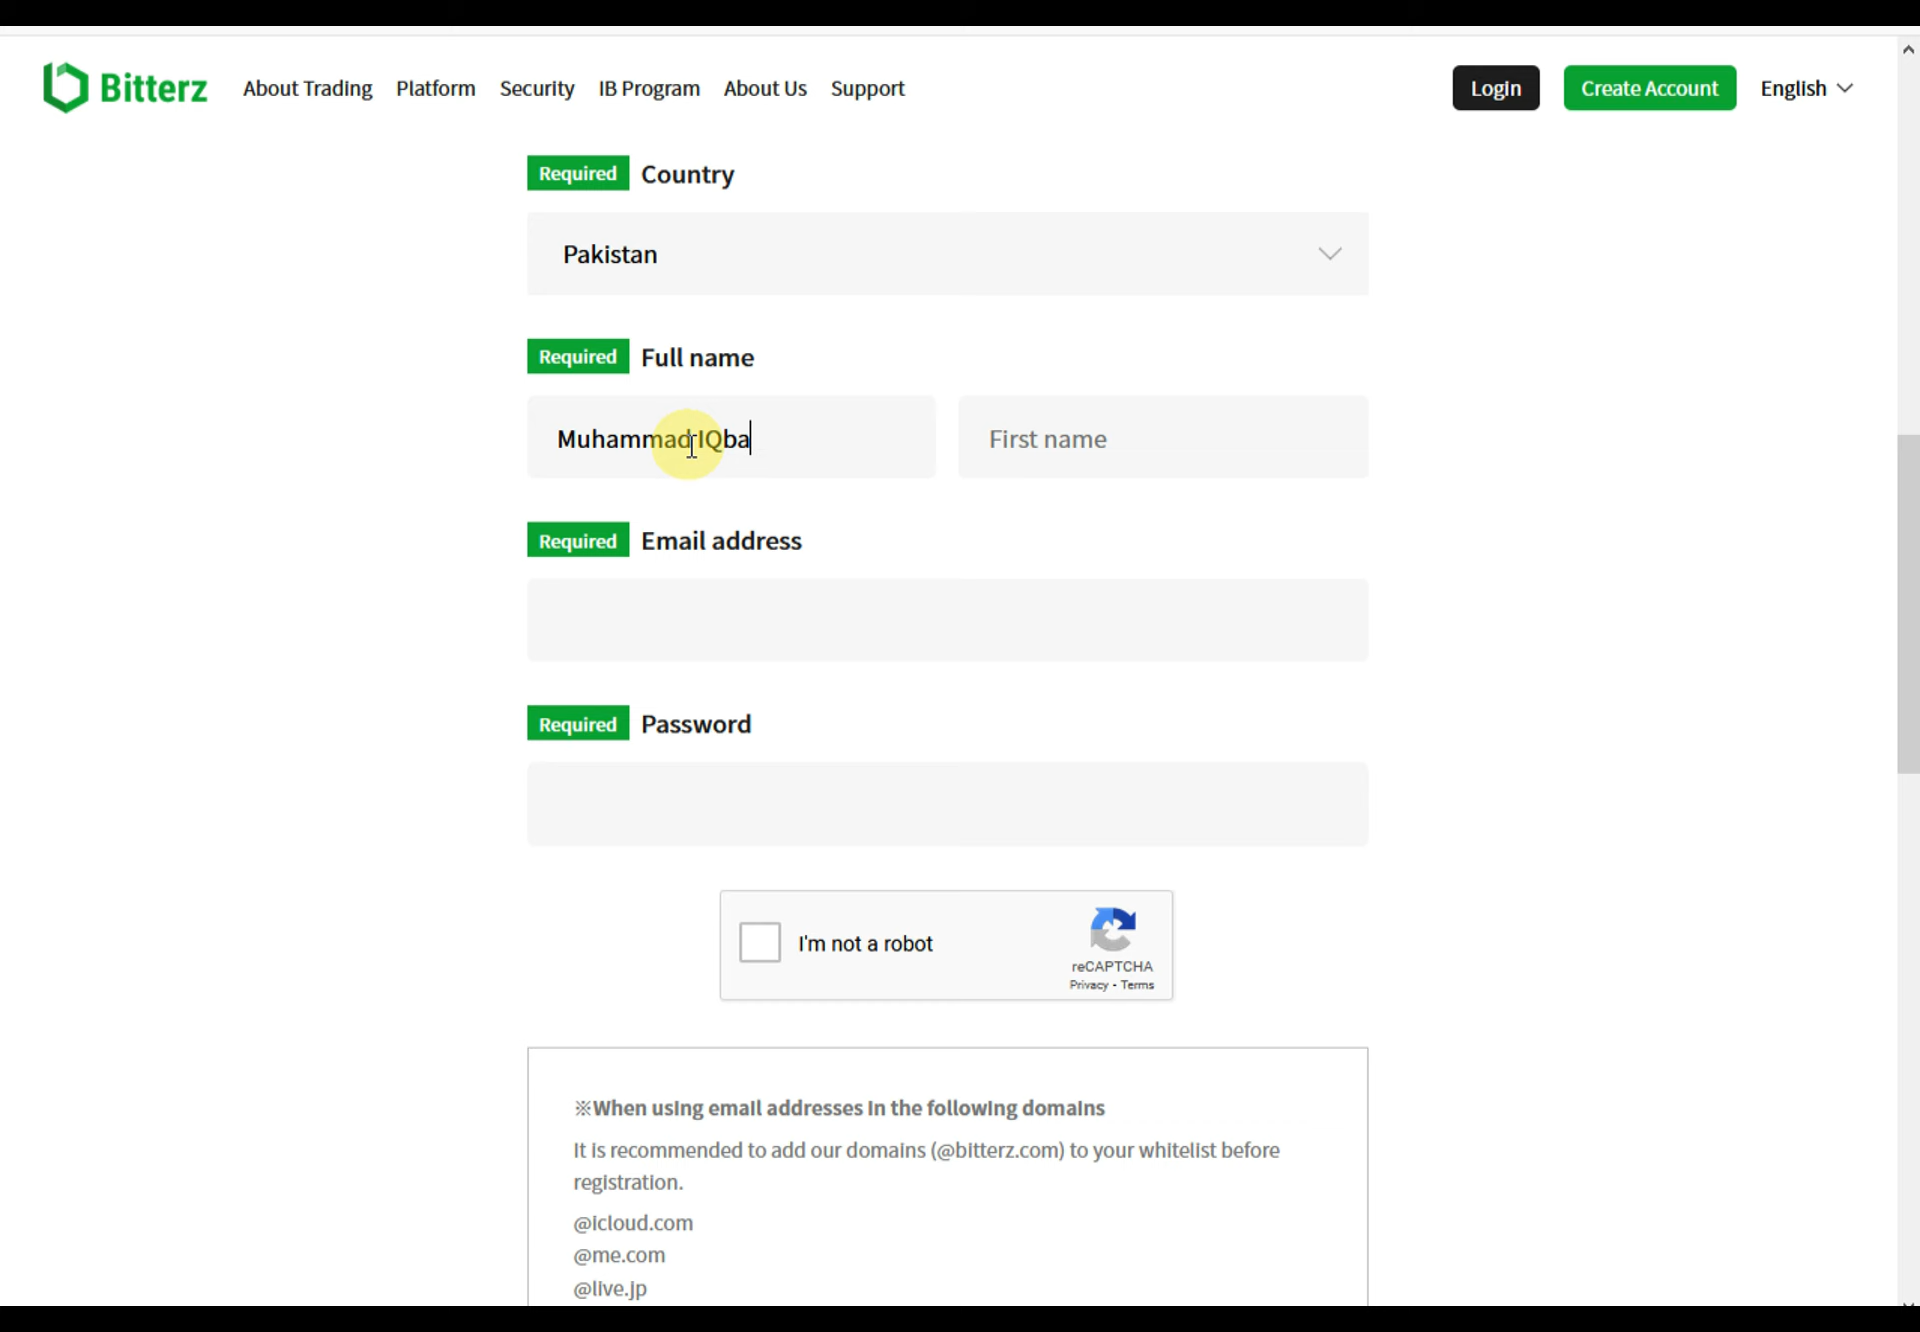 Bitterz About Trading Platform Security IB Program About Us Support Login Create Account English
Required Country
Pakistan
Required Full name
Muhammad IQba First name
Required Email address
Required Password
I'm not a robot
reCAPTCHA
Privacy - Terms
※When using email addresses in the following domains
It is recommended to add our domains (@bitterz.com) to your whitelist before
registration.
@icloud.com
@me.com
@live.jp